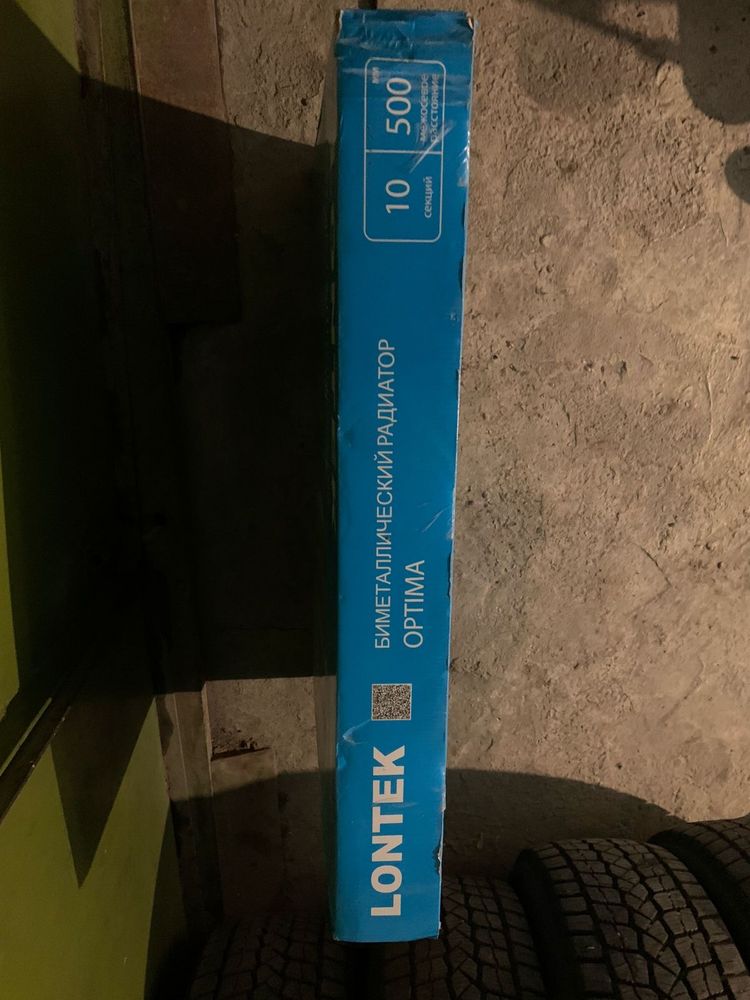 LONTEK
БИМЕТАЛЛИЧЕСКИЙ РАДИАТОР
OPTIMA
10
секций
500 мм
межосевое
расстояние